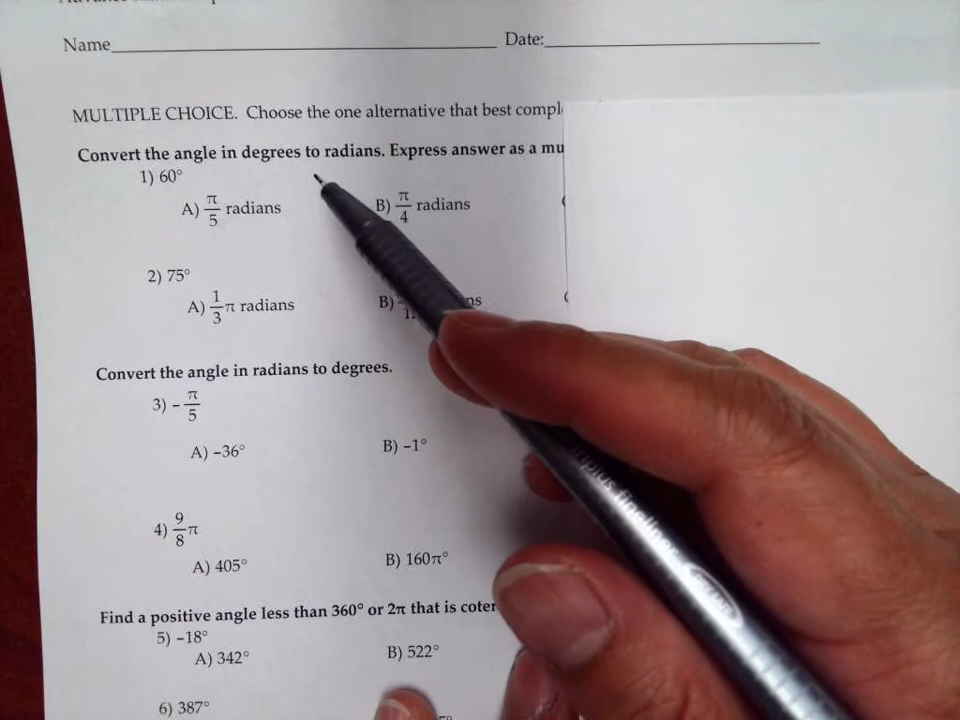 Name Date:
MULTIPLE CHOICE. Choose the one alternative that best compl
Convert the angle in degrees to radians. Express answer as a mu
1) 60°
A) π/5 radians B) π/4 radians
2) 75°
A) 1/3 π radians B)
Convert the angle in radians to degrees.
3) -π/5
A) -36° B) -1°
4) 9/8 π
A) 405° B) 160π°
Find a positive angle less than 360° or 2π that is coter
5) -18°
A) 342° B) 522°
6) 387°